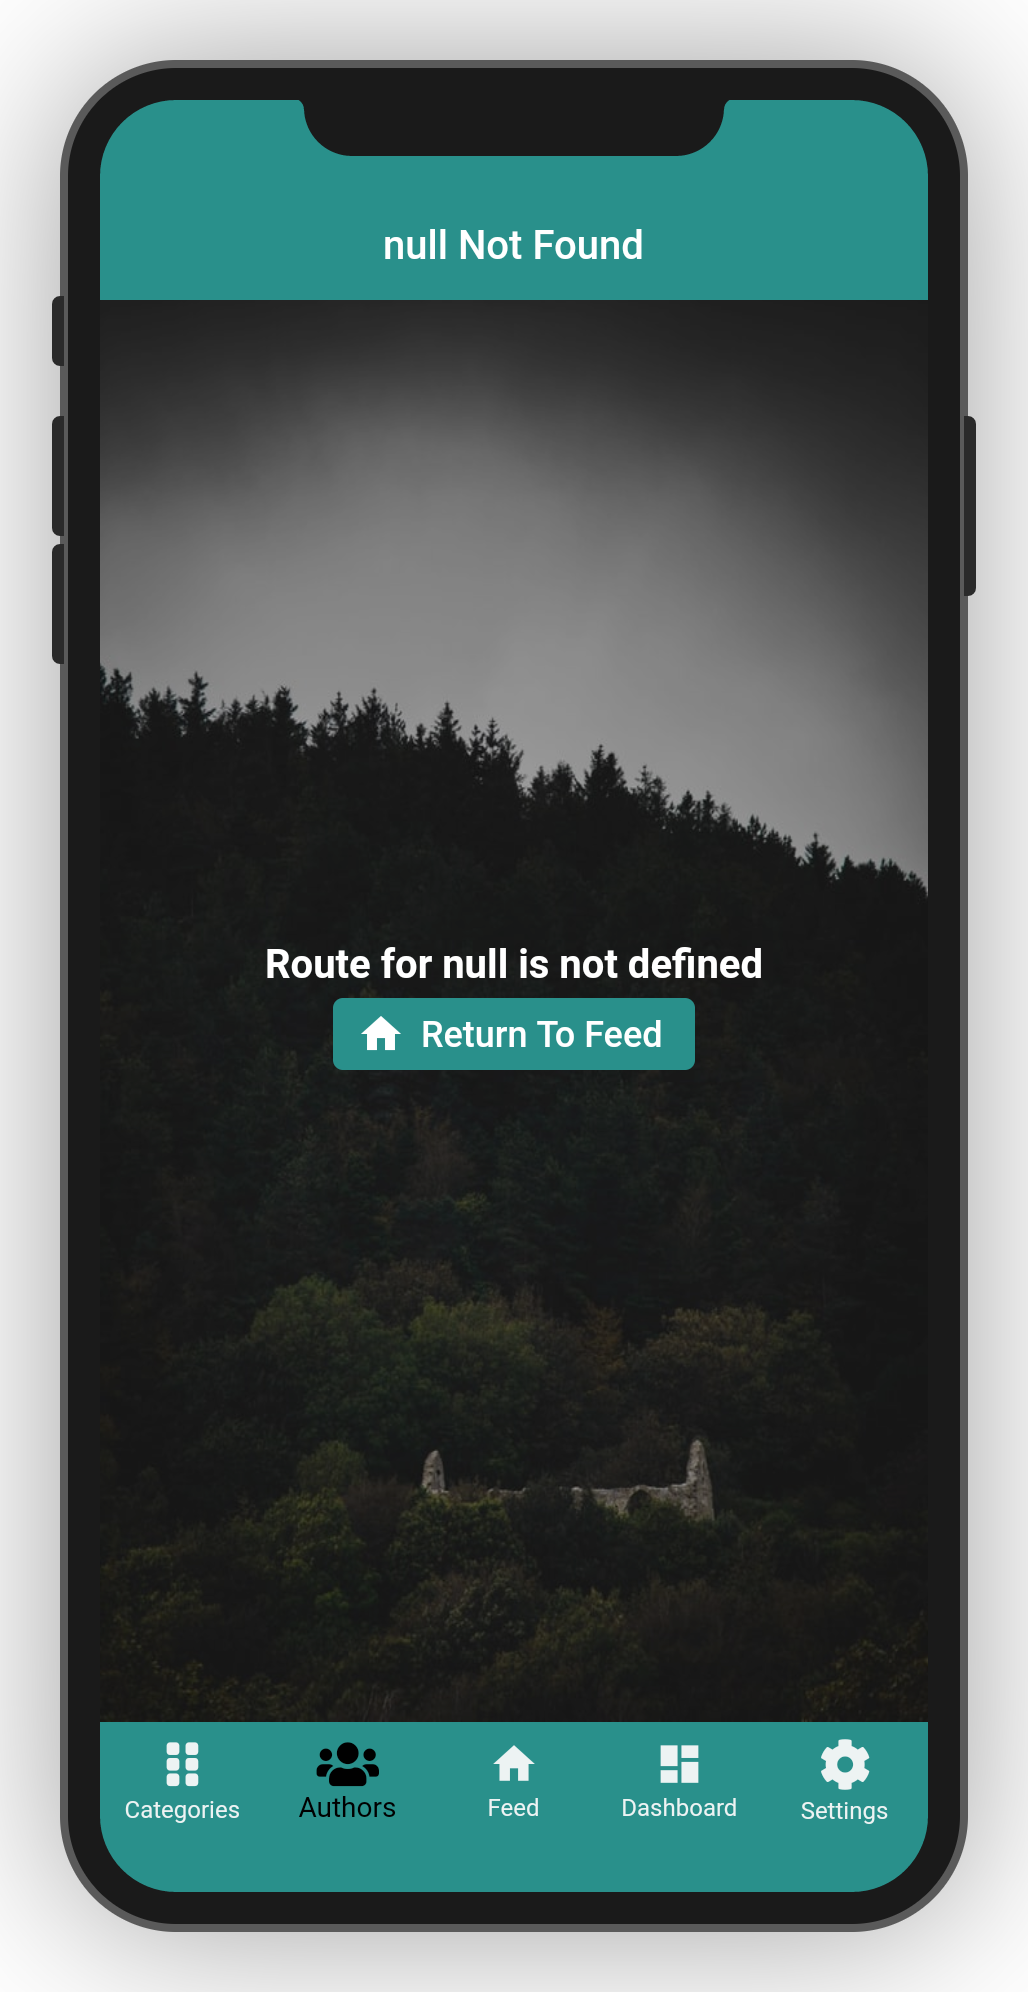 null Not Found
Route for null is not defined
Return To Feed
Categories
Authors
Feed
Dashboard
Settings